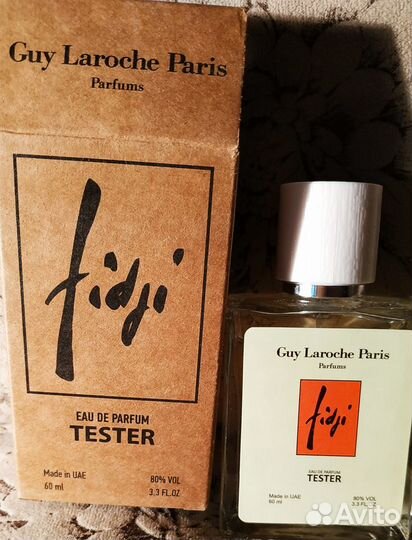 Guy Laroche Paris
Parfums
fidji
EAU DE PARFUM
TESTER
Made in UAE
60 ml
80% VOL
3.3 FL.OZ
Guy Laroche Paris
Parfums
fidji
EAU DE PARFUM
TESTER
Made in UAE
60 ml
80% VOL
3.3 FL.OZ
Avito